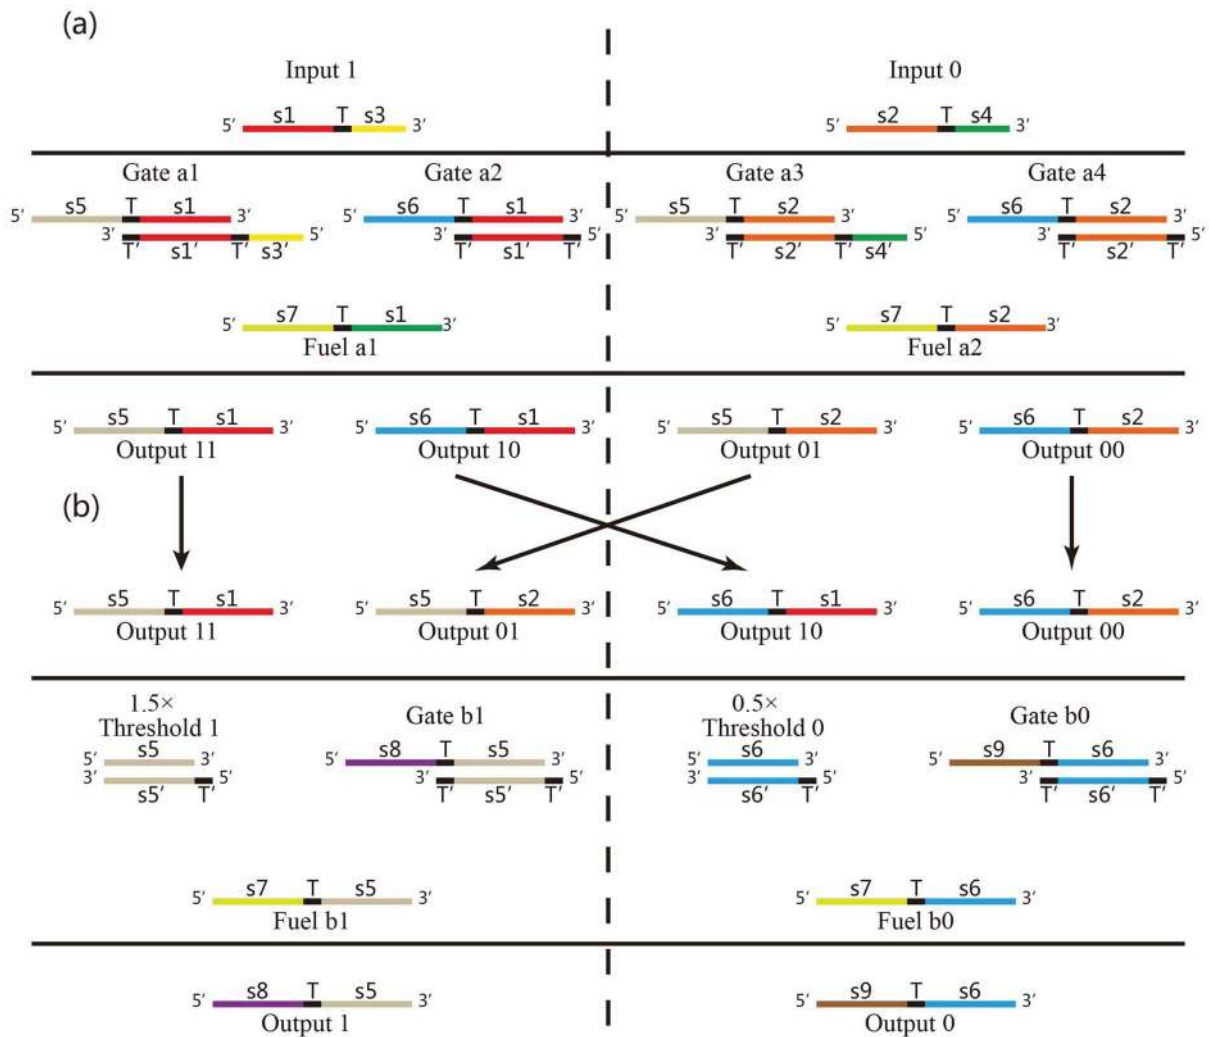 (a)
Input 1 Input 0
s1 T s3 s2 T s4
5′ 3′ 5′ 3′
Gate a1 Gate a2 Gate a3 Gate a4
s5 T s1 s6 T s1 s5 T s2 s6 T s2
5′ 3′ 5′ 3′ 5′ 3′ 5′ 3′
3′ 5′ 3′ 5′ 3′ 5′ 3′ 5′
T′ s1′ T′ s3′ T′ s1′ T′ T′ s2′ T′ s4′ T′ s2′ T′
s7 T s1 s7 T s2
5′ 3′ 5′ 3′
Fuel a1 Fuel a2
s5 T s1 s6 T s1 s5 T s2 s6 T s2
5′ 3′ 5′ 3′ 5′ 3′ 5′ 3′
Output 11 Output 10 Output 01 Output 00
(b)
s5 T s1 s5 T s2 s6 T s1 s6 T s2
5′ 3′ 5′ 3′ 5′ 3′ 5′ 3′
Output 11 Output 01 Output 10 Output 00
1.5× 0.5×
Threshold 1 Gate b1 Threshold 0 Gate b0
s5 s8 T s5 s6 s9 T s6
5′ 3′ 5′ 3′ 5′ 3′ 5′ 3′
3′ 5′ 3′ 5′ 3′ 5′ 3′ 5′
s5′ T′ T′ s5′ T′ s6′ T′ T′ s6′ T′
s7 T s5 s7 T s6
5′ 3′ 5′ 3′
Fuel b1 Fuel b0
s8 T s5 s9 T s6
5′ 3′ 5′ 3′
Output 1 Output 0